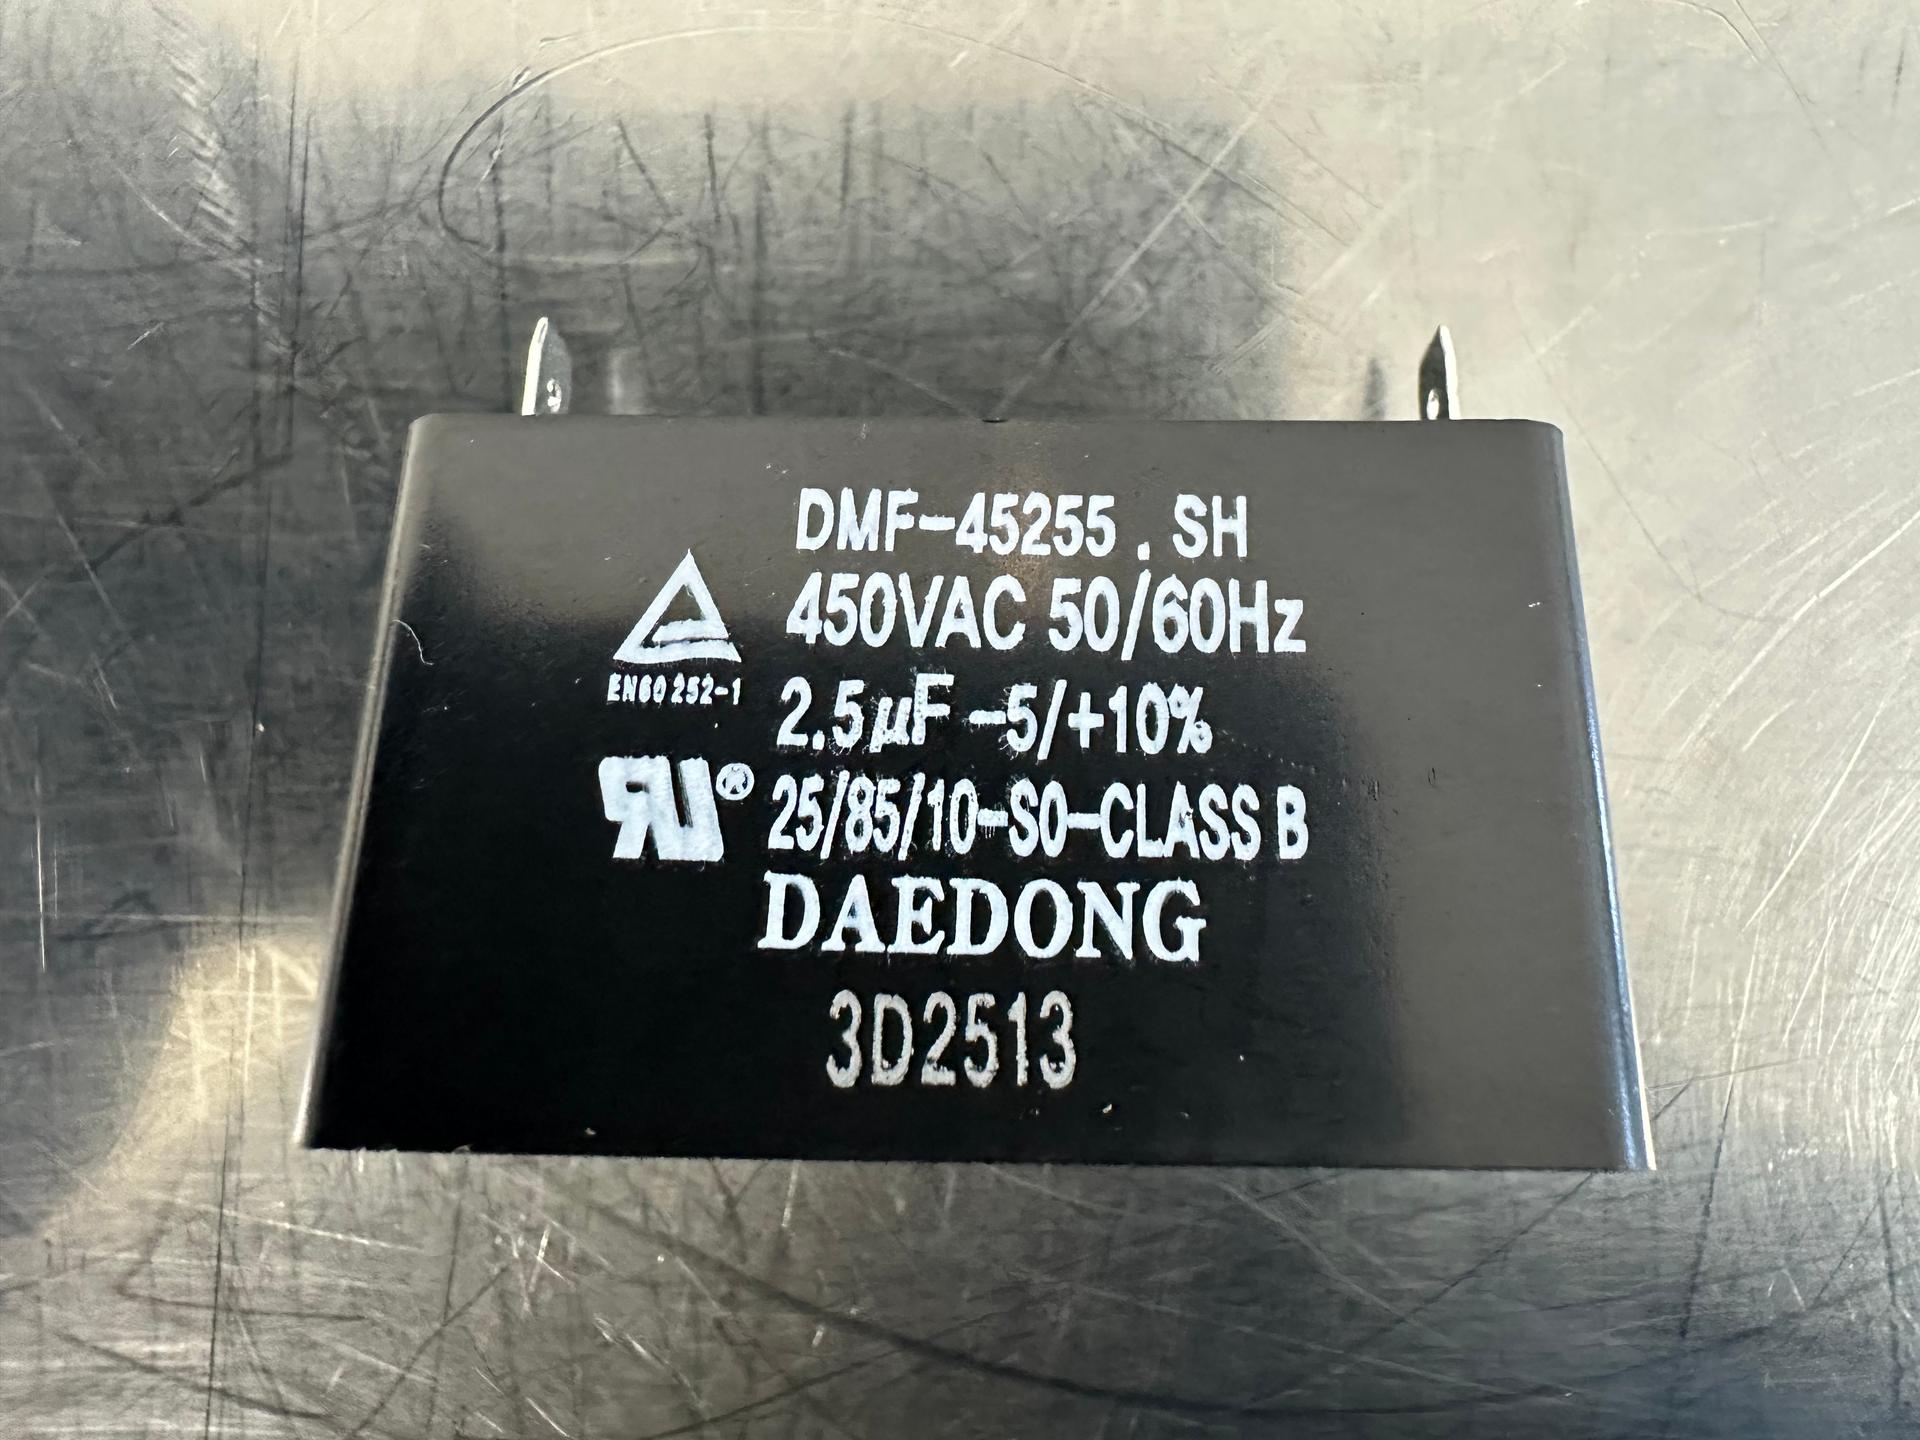 DMF-45255 . SH
450VAC 50/60Hz
EN60 252-1
2.5µF -5/+10%
RU® 25/85/10-S0-CLASS B
DAEDONG
3D2513